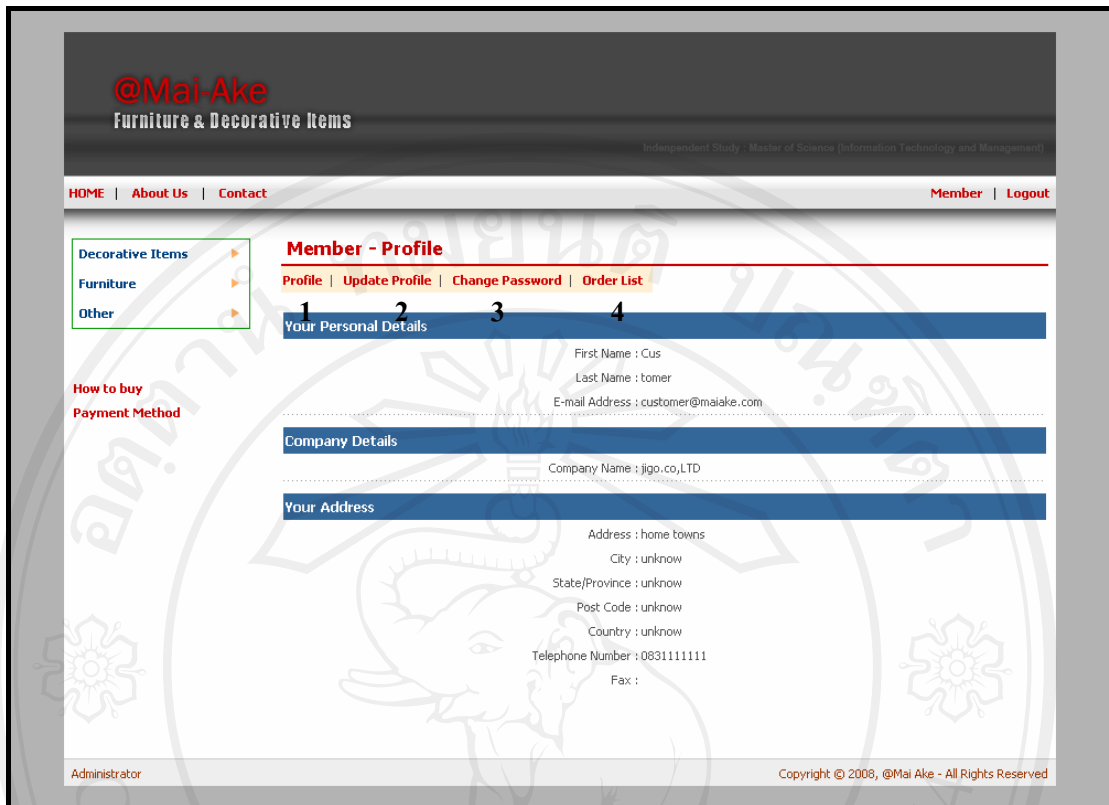 @Mai-Ake
Furniture & Decorative Items
Indenpendent Study : Master of Science (Information Technology and Management)
HOME | About Us | Contact
Member | Logout
Decorative Items
Furniture
Other
How to buy
Payment Method
Member - Profile
Profile | Update Profile | Change Password | Order List
1 2 3 4
Your Personal Details
First Name : Cus
Last Name : tomer
E-mail Address : customer@maiake.com
Company Details
Company Name : jigo.co,LTD
Your Address
Address : home towns
City : unknow
State/Province : unknow
Post Code : unknow
Country : unknow
Telephone Number : 0831111111
Fax :
Administrator
Copyright © 2008, @Mai Ake - All Rights Reserved